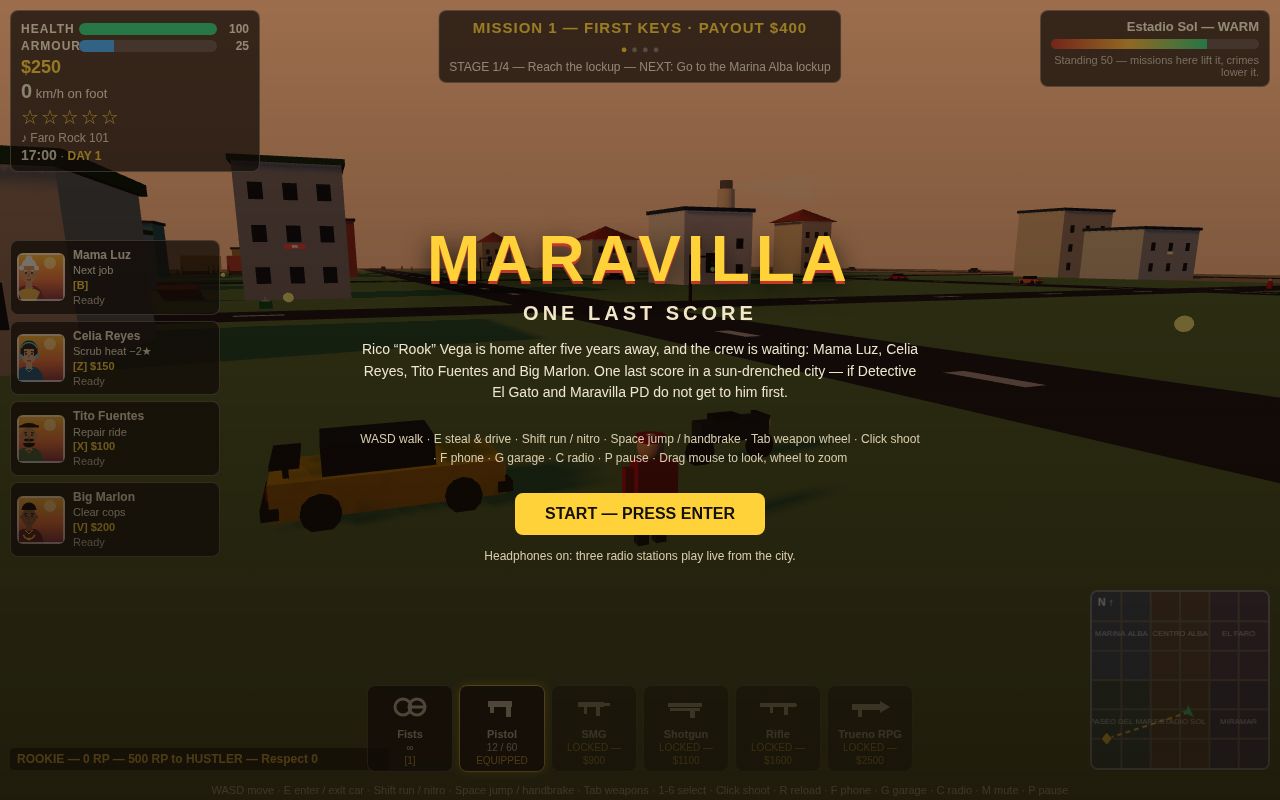 HEALTH 100
ARMOUR 25
$250
0 km/h on foot
☆☆☆☆☆
♪ Faro Rock 101
17:00 · DAY 1
MISSION 1 — FIRST KEYS · PAYOUT $400
STAGE 1/4 — Reach the lockup — NEXT: Go to the Marina Alba lockup
Estadio Sol — WARM
Standing 50 — missions here lift it, crimes
lower it.
Mama Luz
Next job
[B]
Ready
Celia Reyes
Scrub heat −2★
[Z] $150
Ready
Tito Fuentes
Repair ride
[X] $100
Ready
Big Marlon
Clear cops
[V] $200
Ready
MARAVILLA
ONE LAST SCORE
Rico “Rook” Vega is home after five years away, and the crew is waiting: Mama Luz, Celia
Reyes, Tito Fuentes and Big Marlon. One last score in a sun-drenched city — if Detective
El Gato and Maravilla PD do not get to him first.
WASD walk · E steal & drive · Shift run / nitro · Space jump / handbrake · Tab weapon wheel · Click shoot
· F phone · G garage · C radio · P pause · Drag mouse to look, wheel to zoom
START — PRESS ENTER
Headphones on: three radio stations play live from the city.
N ↑
MARINA ALBA CENTRO ALBA EL FARO
PASEO DEL MAR ESTADIO SOL MIRAMAR
Fists
∞
[1]
Pistol
12 / 60
EQUIPPED
SMG
LOCKED —
$900
Shotgun
LOCKED —
$1100
Rifle
LOCKED —
$1600
Trueno RPG
LOCKED —
$2500
ROOKIE — 0 RP — 500 RP to HUSTLER — Respect 0
WASD move · E enter / exit car · Shift run / nitro · Space jump / handbrake · Tab weapons · 1-6 select · Click shoot · R reload · F phone · G garage · C radio · M mute · P pause